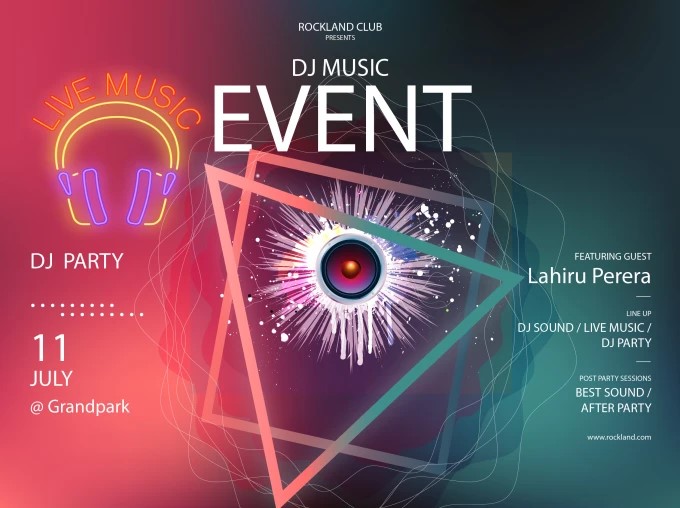 ROCKLAND CLUB
PRESENTS
DJ MUSIC
EVENT
LIVE MUSIC
DJ PARTY
11
JULY
@ Grandpark
FEATURING GUEST
Lahiru Perera
LINE UP
DJ SOUND / LIVE MUSIC /
DJ PARTY
POST PARTY SESSIONS
BEST SOUND /
AFTER PARTY
www.rockland.com